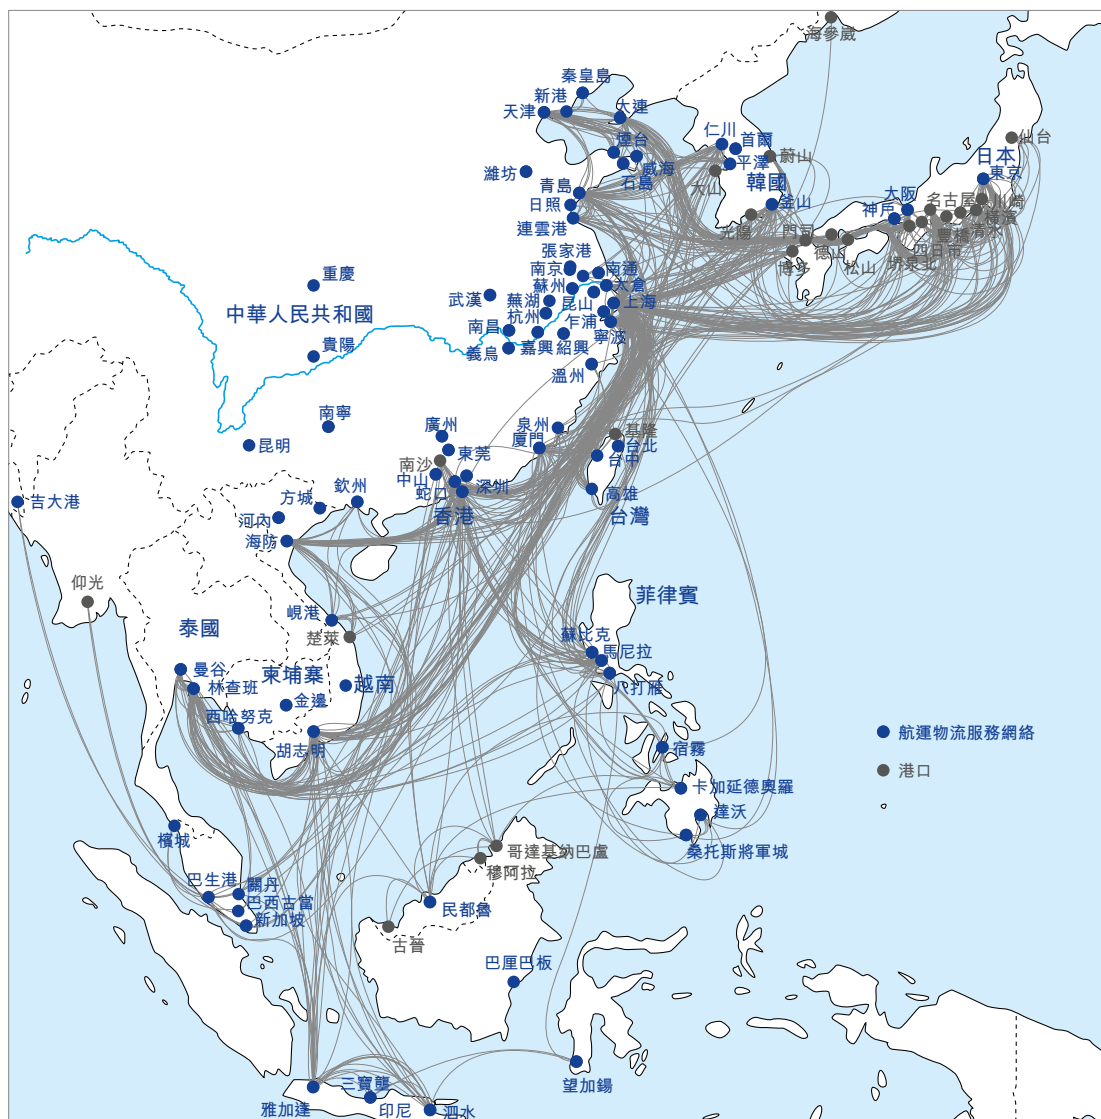 海參崴
秦皇島
新港
天津
大連
仁川
首爾
煙台
仙台
蔚山
日本
平澤
威海
韓國
石島
濰坊
大山
東京
青島
大阪
名古屋
川崎
日照
釜山
神戶
橫濱
連雲港
光陽
門司
豐橋
清水
四日市
德山
堺泉北
松山
博多
張家港
南京
南通
重慶
蘇州
太倉
武漢
蕪湖
昆山
上海
中華人民共和國
杭州
乍浦
南昌
寧波
貴陽
義烏
嘉興
紹興
溫州
南寧
廣州
泉州
基隆
昆明
廈門
台北
東莞
台中
南沙
中山
深圳
蛇口
欽州
方城
高雄
吉大港
河內
香港
台灣
海防
仰光
菲律賓
峴港
泰國
楚萊
蘇比克
馬尼拉
曼谷
柬埔寨
越南
林查班
八打雁
金邊
西哈努克
航運物流服務網絡
胡志明
宿霧
港口
卡加延德奧羅
達沃
檳城
桑托斯將軍城
哥達基納巴盧
穆阿拉
巴生港
關丹
巴西古當
民都魯
新加坡
古晉
巴厘巴板
三寶壟
望加錫
雅加達
印尼
泗水